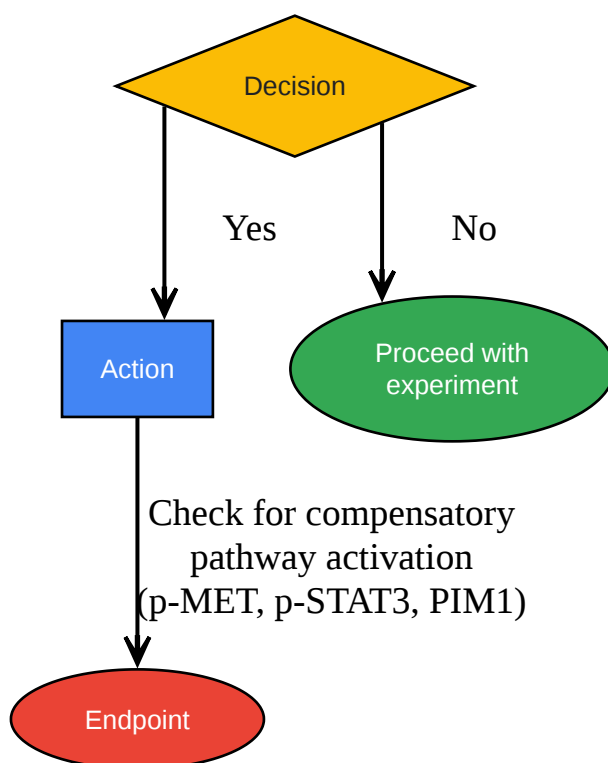 Decision
Yes
No
Action
Proceed with
experiment
Check for compensatory
pathway activation
(p-MET, p-STAT3, PIM1)
Endpoint